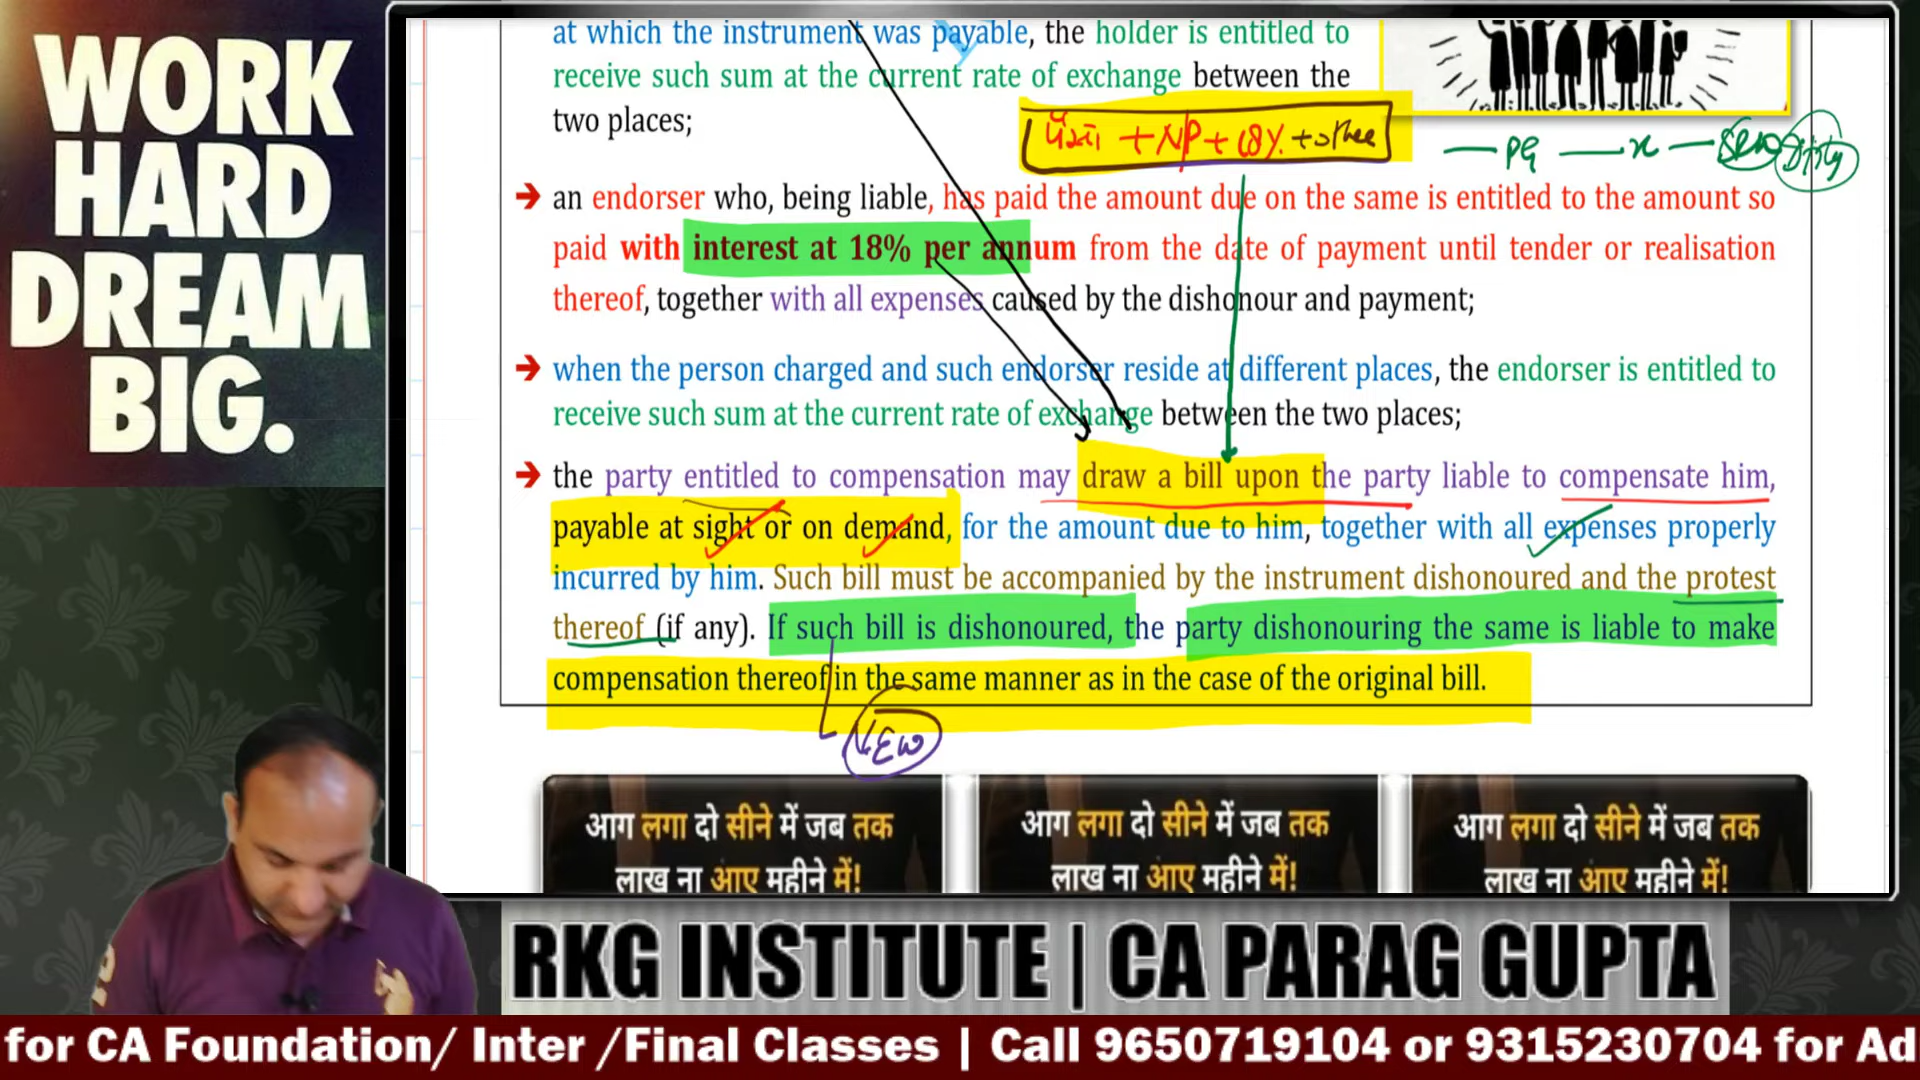 WORK
HARD
DREAM
BIG.
at which the instrument was payable, the holder is entitled to
receive such sum at the current rate of exchange between the
two places;
पैसा + NP + 18% + other
PG x
➔ an endorser who, being liable, has paid the amount due on the same is entitled to the amount so
paid with interest at 18% per annum from the date of payment until tender or realisation
thereof, together with all expenses caused by the dishonour and payment;
➔ when the person charged and such endorser reside at different places, the endorser is entitled to
receive such sum at the current rate of exchange between the two places;
➔ the party entitled to compensation may draw a bill upon the party liable to compensate him,
payable at sight or on demand, for the amount due to him, together with all expenses properly
incurred by him. Such bill must be accompanied by the instrument dishonoured and the protest
thereof (if any). If such bill is dishonoured, the party dishonouring the same is liable to make
compensation thereof in the same manner as in the case of the original bill.
NEW
आग लगा दो सीने में जब तक
लाख ना आए महीने में!
आग लगा दो सीने में जब तक
लाख ना आए महीने में!
आग लगा दो सीने में जब तक
लाख ना आए महीने में!
RKG INSTITUTE | CA PARAG GUPTA
for CA Foundation/ Inter /Final Classes | Call 9650719104 or 9315230704 for Ad